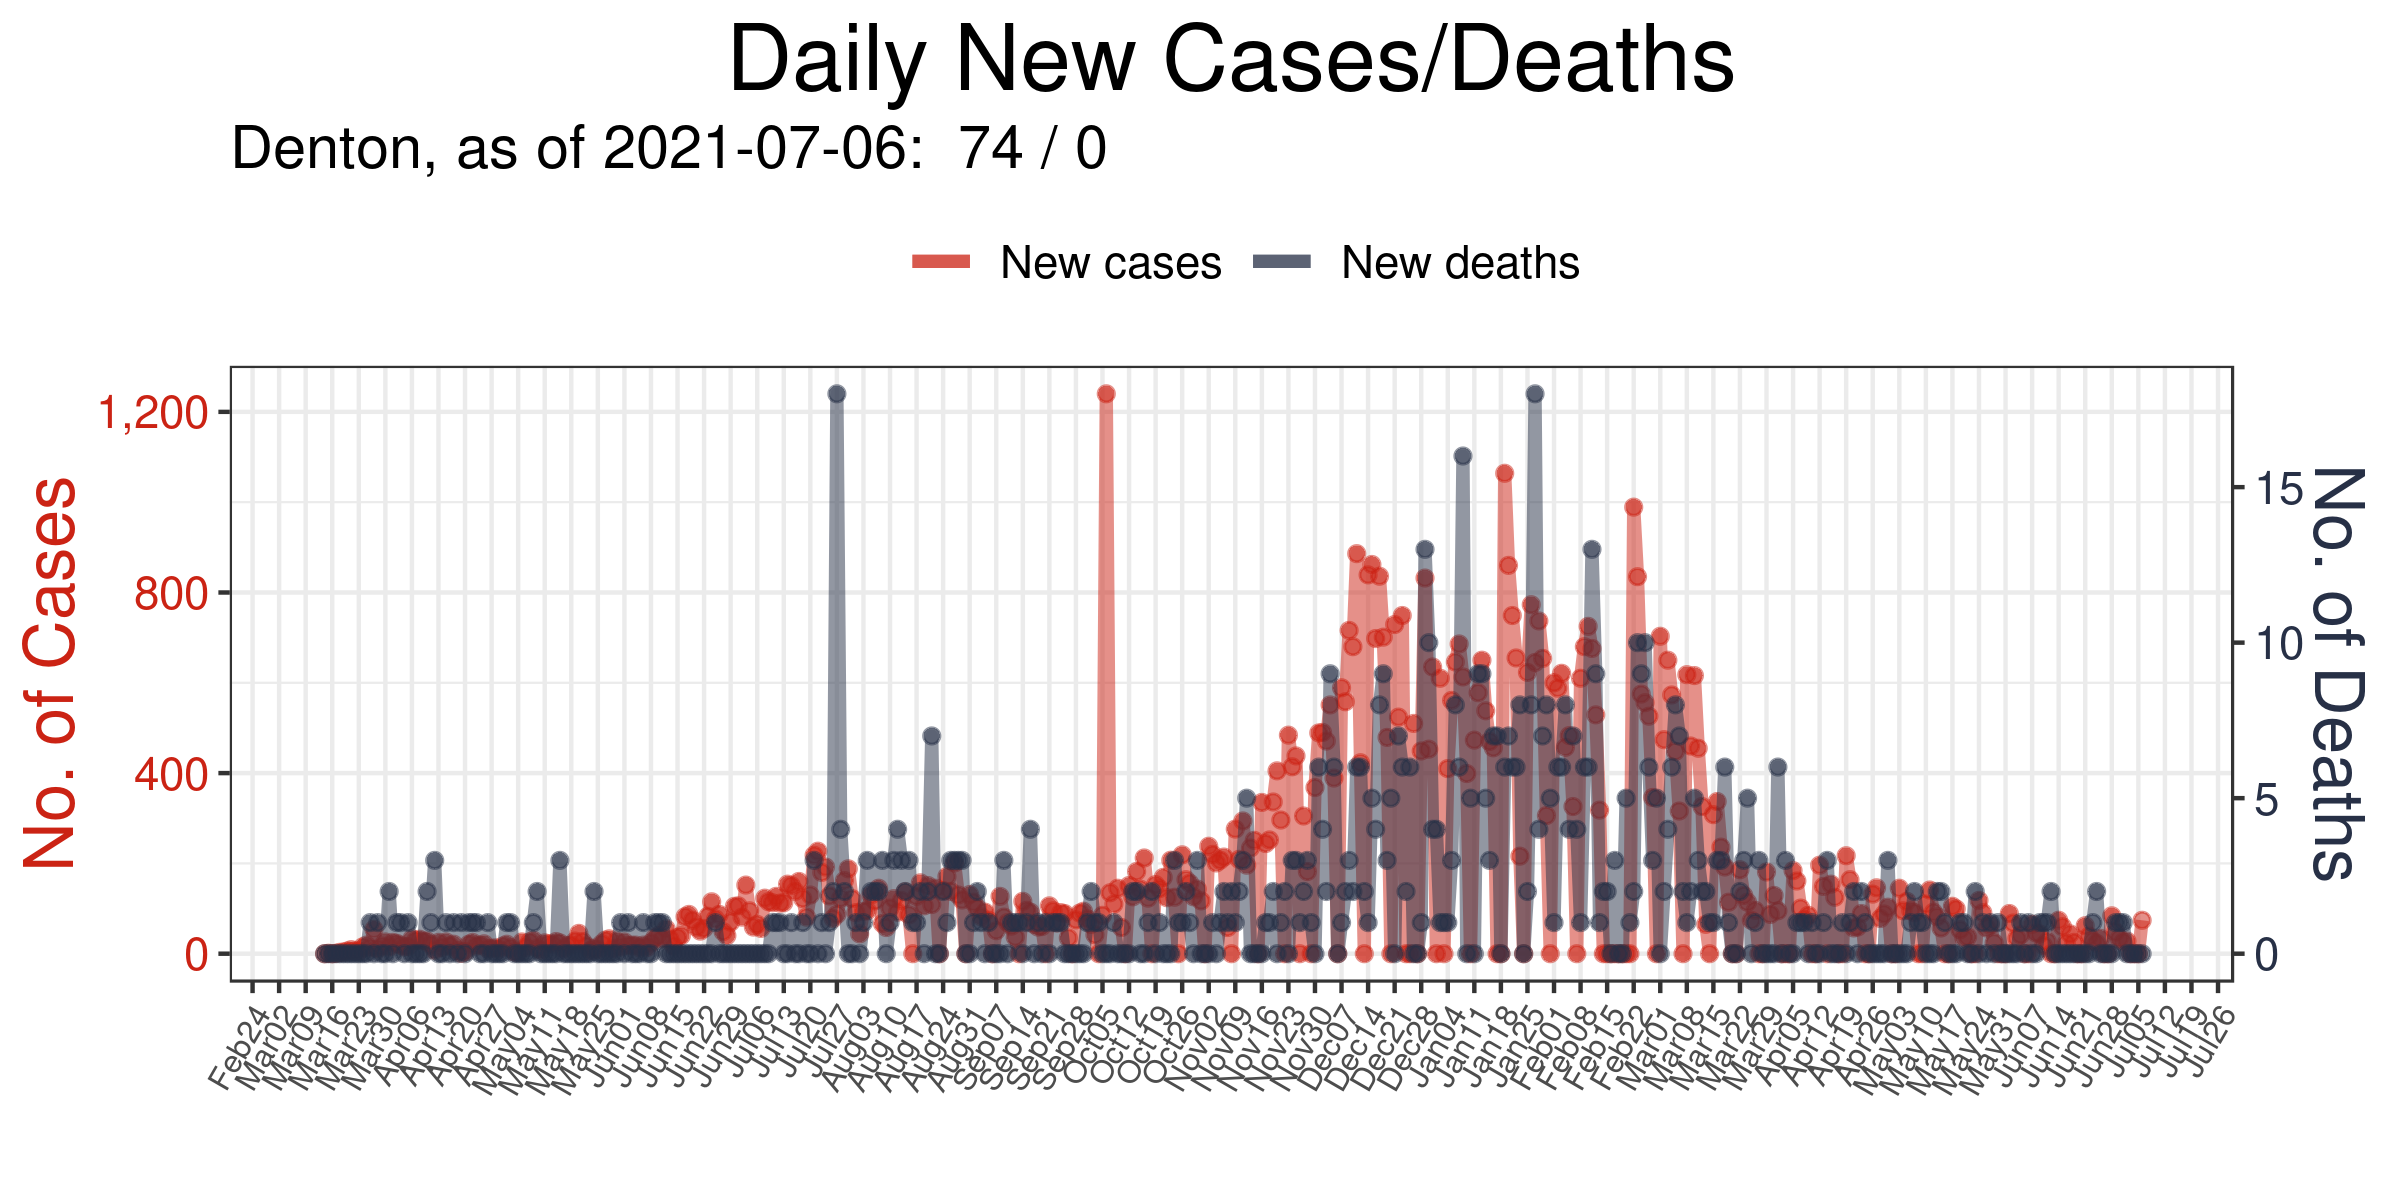 Daily New Cases/Deaths
Denton, as of 2021-07-06:  74 / 0
New cases
New deaths
No. of Cases
1,200
800
400
0
15
10
5
0
No. of Deaths
Feb24
Mar02
Mar09
Mar16
Mar23
Mar30
Apr06
Apr13
Apr20
Apr27
May04
May11
May18
May25
Jun01
Jun08
Jun15
Jun22
Jun29
Jul06
Jul13
Jul20
Jul27
Aug03
Aug10
Aug17
Aug24
Aug31
Sep07
Sep14
Sep21
Sep28
Oct05
Oct12
Oct19
Oct26
Nov02
Nov09
Nov16
Nov23
Nov30
Dec07
Dec14
Dec21
Dec28
Jan04
Jan11
Jan18
Jan25
Feb01
Feb08
Feb15
Feb22
Mar01
Mar08
Mar15
Mar22
Mar29
Apr05
Apr12
Apr19
Apr26
May03
May10
May17
May24
May31
Jun07
Jun14
Jun21
Jun28
Jul05
Jul12
Jul19
Jul26